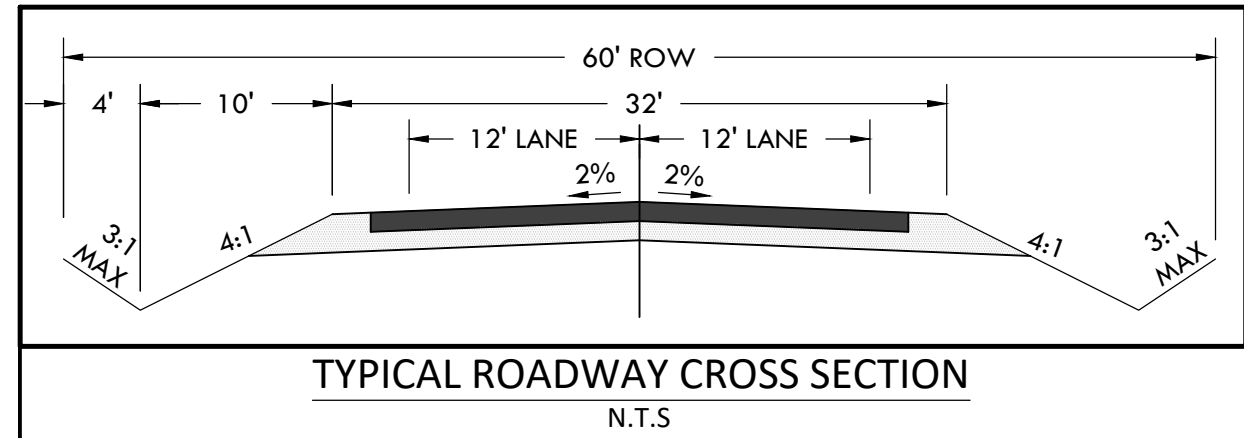 60' ROW
4'
10'
32'
12' LANE
12' LANE
2%
2%
3:1
MAX
4:1
4:1
3:1
MAX
TYPICAL ROADWAY CROSS SECTION
N.T.S